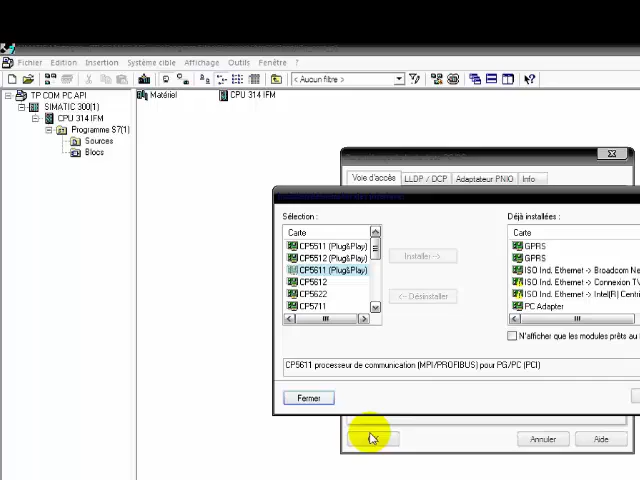 Fichier Edition Insertion Système cible Affichage Outils Fenêtre ?
< Aucun filtre >
TP COM PC API
SIMATIC 300(1)
CPU 314 IFM
Programme S7(1)
Sources
Blocs
Matériel
CPU 314 IFM
Voie d'accès LLDP / DCP Adaptateur PNIO Info
Sélection :
Carte
CP5511 (Plug&Play)
CP5512 (Plug&Play)
CP5611 (Plug&Play)
CP5612
CP5622
CP5711
Installer -->
<-- Désinstaller
Déjà installées :
Carte
GPRS
GPRS
ISO Ind. Ethernet -> Broadcom Ne
ISO Ind. Ethernet -> Connexion TV
ISO Ind. Ethernet -> Intel(R) Centri
PC Adapter
N'afficher que les modules prêts au
CP5611 processeur de communication (MPI/PROFIBUS) pour PG/PC (PCI)
Fermer
Annuler
Aide